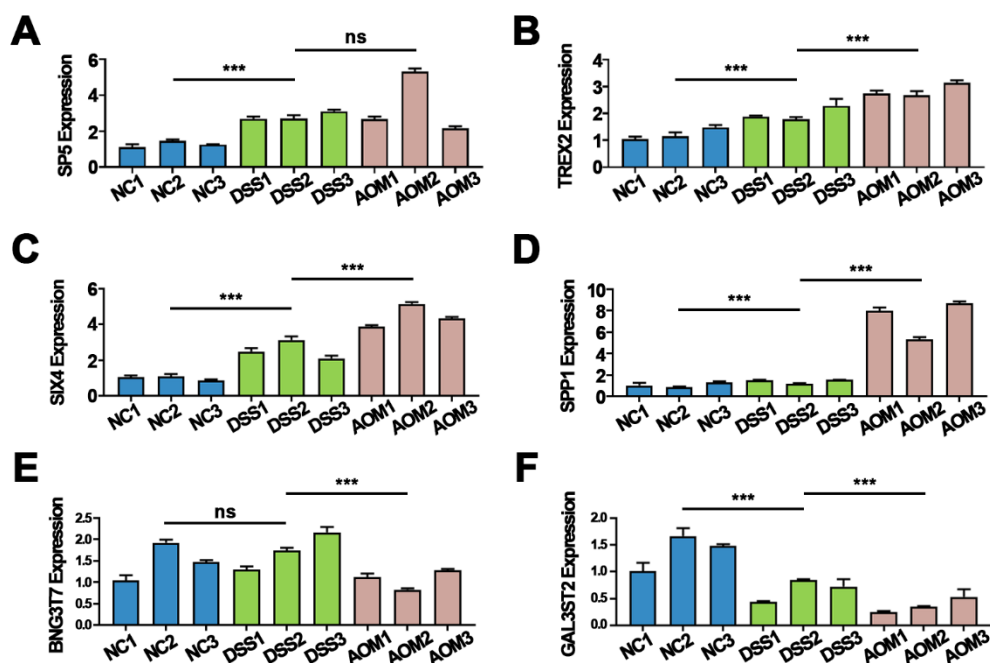 A
SP5 Expression
ns
***
6
4
2
0
NC1 NC2 NC3 DSS1 DSS2 DSS3 AOM1 AOM2 AOM3
B
TREX2 Expression
***
***
4
3
2
1
0
NC1 NC2 NC3 DSS1 DSS2 DSS3 AOM1 AOM2 AOM3
C
SIX4 Expression
***
***
6
4
2
0
NC1 NC2 NC3 DSS1 DSS2 DSS3 AOM1 AOM2 AOM3
D
SPP1 Expression
***
***
10
8
6
4
2
0
NC1 NC2 NC3 DSS1 DSS2 DSS3 AOM1 AOM2 AOM3
E
BNG3T7 Expression
***
ns
2.5
2.0
1.5
1.0
0.5
0.0
NC1 NC2 NC3 DSS1 DSS2 DSS3 AOM1 AOM2 AOM3
F
GAL3ST2 Expression
***
***
2.0
1.5
1.0
0.5
0.0
NC1 NC2 NC3 DSS1 DSS2 DSS3 AOM1 AOM2 AOM3